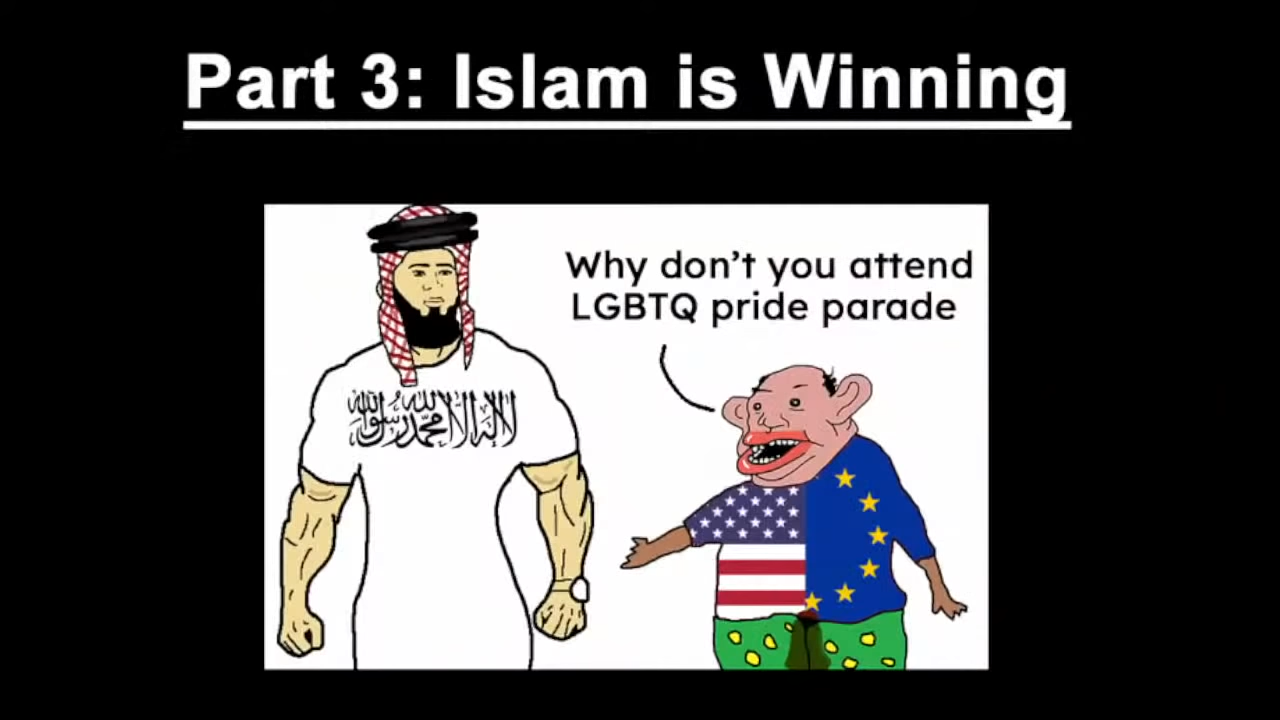 Part 3: Islam is Winning
Why don't you attend
LGBTQ pride parade
لا إله إلا الله محمد رسول الله